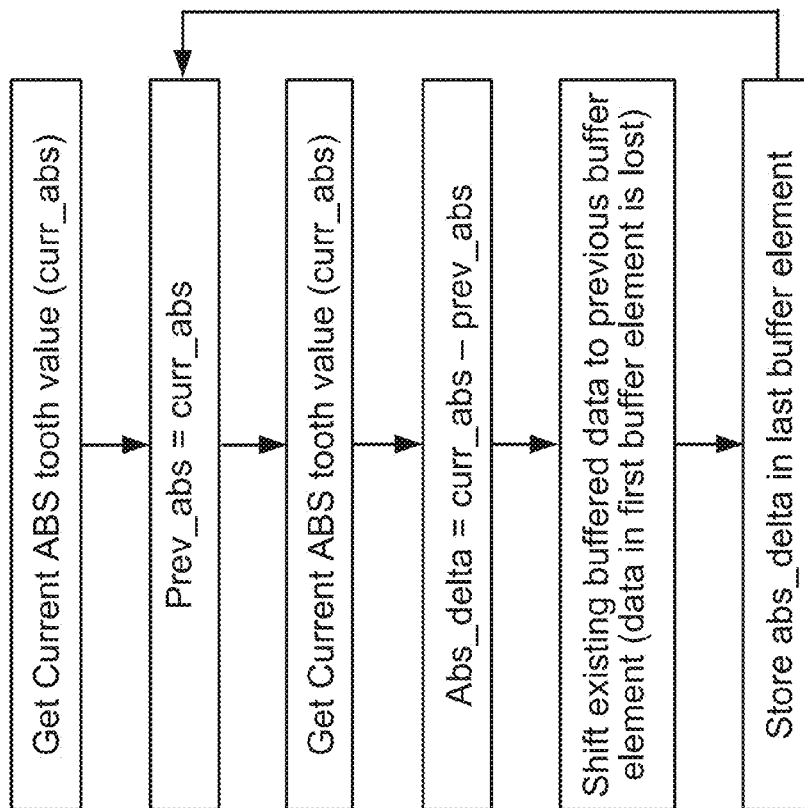 Get Current ABS tooth value (curr_abs)
Prev_abs = curr_abs
Get Current ABS tooth value (curr_abs)
Abs_delta = curr_abs – prev_abs
Shift existing buffered data to previous buffer
element (data in first buffer element is lost)
Store abs_delta in last buffer element